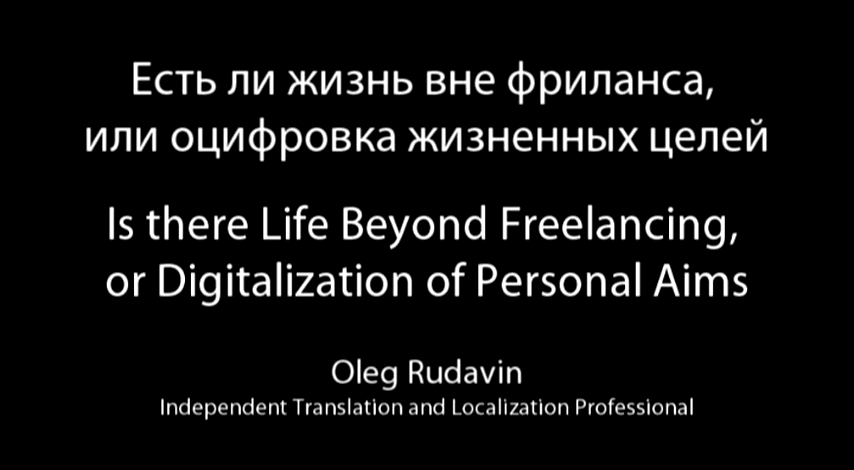 Есть ли жизнь вне фриланса,
или оцифровка жизненных целей
Is there Life Beyond Freelancing,
or Digitalization of Personal Aims
Oleg Rudavin
Independent Translation and Localization Professional